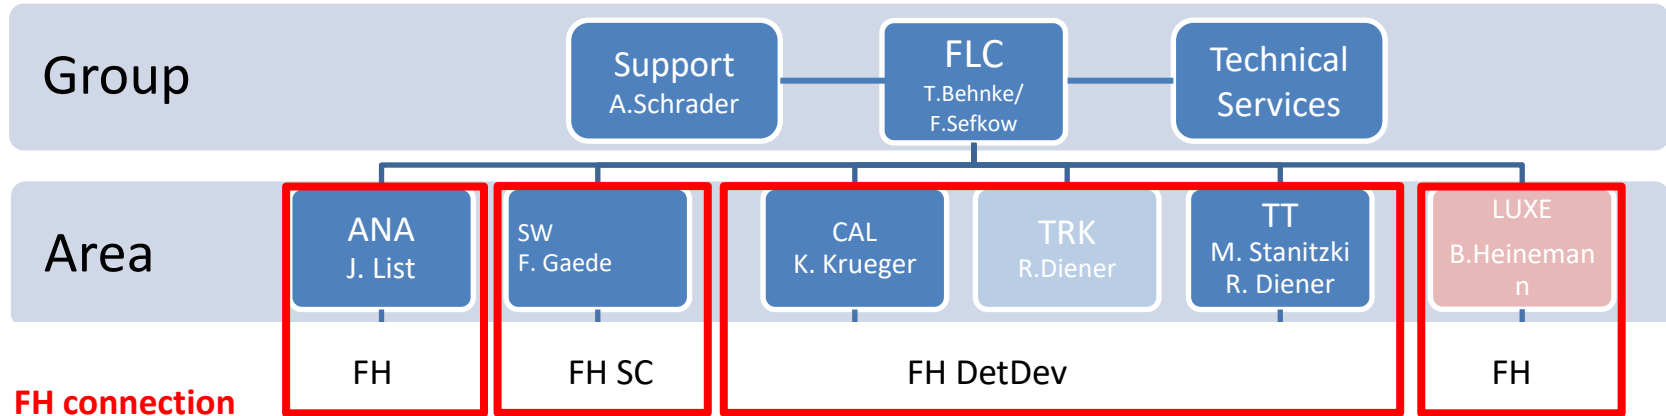 Group
Support
A.Schrader
FLC
T.Behnke/
F.Sefkow
Technical
Services
Area
ANA
J. List
SW
F. Gaede
CAL
K. Krueger
TRK
R.Diener
TT
M. Stanitzki
R. Diener
LUXE
B.Heineman
n
FH
FH SC
FH DetDev
FH
FH connection